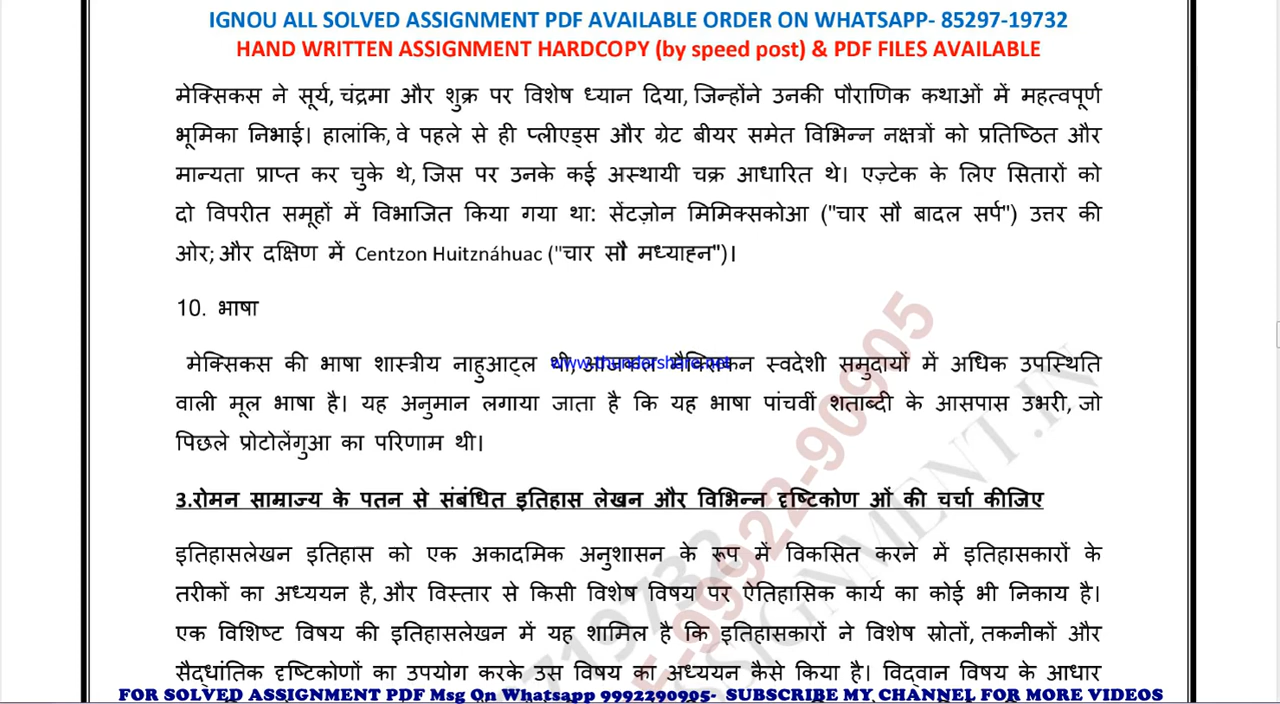 IGNOU ALL SOLVED ASSIGNMENT PDF AVAILABLE ORDER ON WHATSAPP- 85297-19732
HAND WRITTEN ASSIGNMENT HARDCOPY (by speed post) & PDF FILES AVAILABLE
मेक्सिकस ने सूर्य, चंद्रमा और शुक्र पर विशेष ध्यान दिया, जिन्होंने उनकी पौराणिक कथाओं में महत्वपूर्ण
भूमिका निभाई। हालांकि, वे पहले से ही प्लीएड्स और ग्रेट बीयर समेत विभिन्न नक्षत्रों को प्रतिष्ठित और
मान्यता प्राप्त कर चुके थे, जिस पर उनके कई अस्थायी चक्र आधारित थे। एज़्टेक के लिए सितारों को
दो विपरीत समूहों में विभाजित किया गया था: सेंटज़ोन मिमिक्सकोआ ("चार सौ बादल सर्प") उत्तर की
ओर; और दक्षिण में Centzon Huitznáhuac ("चार सौ मध्याह्न")।
10. भाषा
मेक्सिकस की भाषा शास्त्रीय नाहुआट्ल थी, आजकल मैक्सिकन स्वदेशी समुदायों में अधिक उपस्थिति
www.thundershare.net
वाली मूल भाषा है। यह अनुमान लगाया जाता है कि यह भाषा पांचवीं शताब्दी के आसपास उभरी, जो
पिछले प्रोटोलेंगुआ का परिणाम थी।
3.रोमन साम्राज्य के पतन से संबंधित इतिहास लेखन और विभिन्न दृष्टिकोण ओं की चर्चा कीजिए
इतिहासलेखन इतिहास को एक अकादमिक अनुशासन के रूप में विकसित करने में इतिहासकारों के
तरीकों का अध्ययन है, और विस्तार से किसी विशेष विषय पर ऐतिहासिक कार्य का कोई भी निकाय है।
एक विशिष्ट विषय की इतिहासलेखन में यह शामिल है कि इतिहासकारों ने विशेष स्रोतों, तकनीकों और
सैद्धांतिक दृष्टिकोणों का उपयोग करके उस विषय का अध्ययन कैसे किया है। विद्वान विषय के आधार
FOR SOLVED ASSIGNMENT PDF Msg On Whatsapp 9992290905- SUBSCRIBE MY CHANNEL FOR MORE VIDEOS